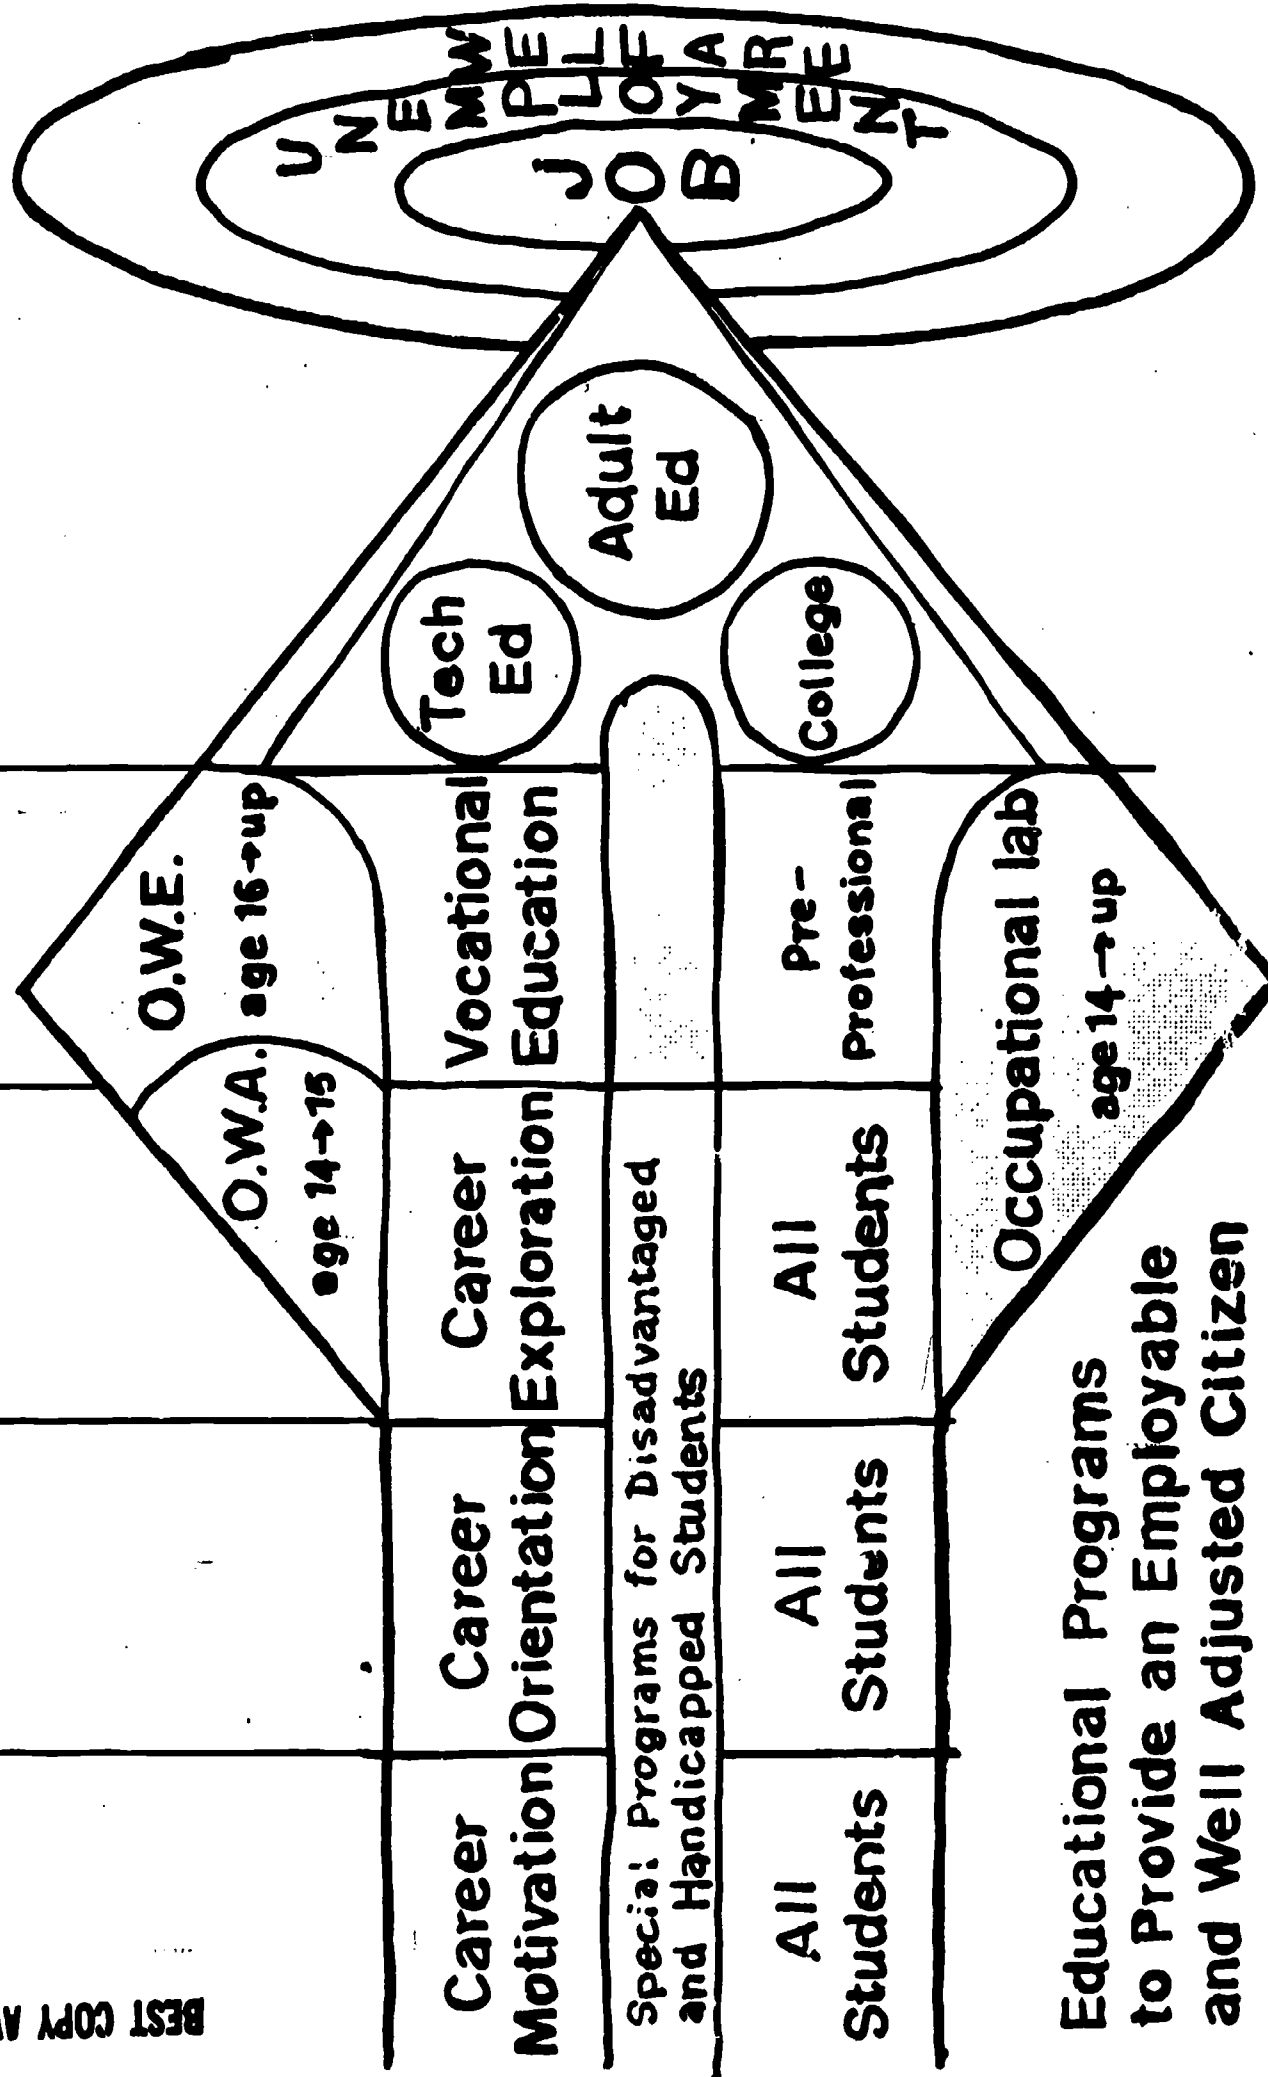 BEST COPY AV
WELFARE
UNEMPLOYMENT
JOB
O.W.E.
age 16→up
O.W.A.
age 14→15
Tech
Ed
Adult
Ed
College
Career
Motivation
Career
Orientation
Career
Exploration
Vocational
Education
Special Programs for Disadvantaged
and Handicapped Students
All
Students
All
Students
All
Students
Pre-
Professional
Occupational lab
age 14→up
Educational Programs
to Provide an Employable
and Well Adjusted Citizen